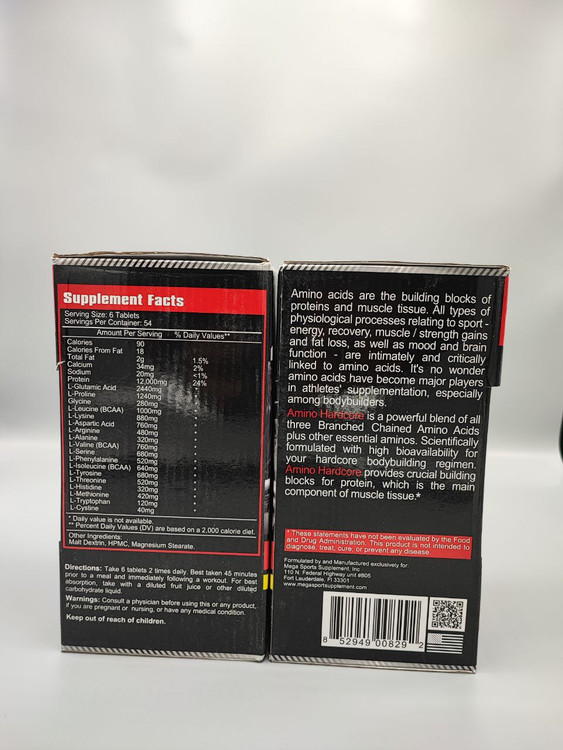 Supplement Facts
Serving Size: 6 Tablets
Servings Per Container: 54
Amount Per Serving % Daily Values**
Calories 90
Calories From Fat 18
Total Fat 2g 1.5%
Calcium 34mg 2%
Sodium 20mg <1%
Protein 12,000mg 24%
L-Glutamic Acid 2440mg *
L-Proline 1240mg *
Glycine 280mg *
L-Leucine (BCAA) 1000mg *
L-Lysine 880mg *
L-Aspartic Acid 760mg *
L-Arginine 480mg *
L-Alanine 320mg *
L-Valine (BCAA) 760mg *
L-Serine 680mg *
L-Phenylalanine 520mg *
L-Isoleucine (BCAA) 640mg *
L-Tyrosine 660mg *
L-Threonine 520mg *
L-Histidine 320mg *
L-Methionine 420mg *
L-Tryptophan 120mg *
L-Cystine 40mg *
* Daily value is not available.
** Percent Daily Values (DV) are based on a 2,000 calorie diet.
Other Ingredients:
Malt Dextrin, HPMC, Magnesium Stearate.
Directions: Take 6 tablets 2 times daily. Best taken 45 minutes
prior to a meal and immediately following a workout. For best
absorption, take with a diluted fruit juice or other diluted
carbohydrate liquid.
Warnings: Consult a physician before using this or any product,
if you are pregnant or nursing, or have any medical condition.
Keep out of reach of children.
Amino acids are the building blocks of
proteins and muscle tissue. All types of
physiological processes relating to sport -
energy, recovery, muscle / strength gains
and fat loss, as well as mood and brain
function - are intimately and critically
linked to amino acids. It's no wonder
amino acids have become major players
in athletes' supplementation, especially
among bodybuilders.
Amino Hardcore is a powerful blend of all
three Branched Chained Amino Acids
plus other essential aminos. Scientifically
formulated with high bioavailability for
your hardcore bodybuilding regimen.
Amino Hardcore provides crucial building
blocks for protein, which is the main
component of muscle tissue.*
* These statements have not been evaluated by the Food
and Drug Administration. This product is not intended to
diagnose, treat, cure, or prevent any disease.
Formulated by and Manufactured exclusively for:
Mega Sports Supplement, Inc
110 N. Federal Highway unit #805
Fort Lauderdale, Fl 33301
www.megasportsupplement.com
8 52949 00829 2